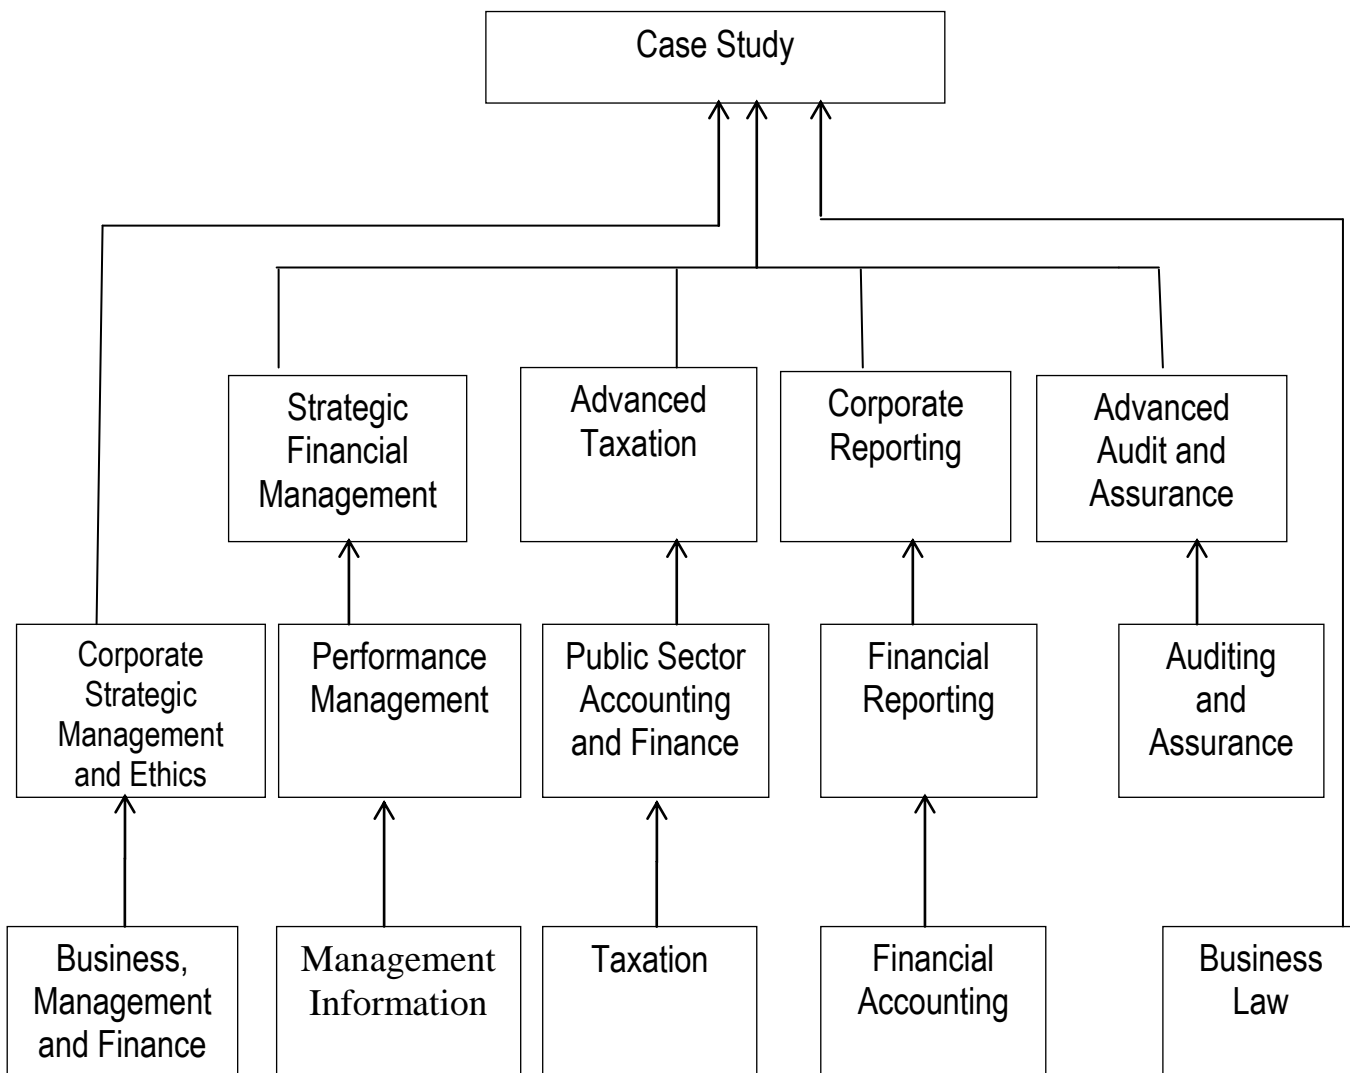 Case Study
Strategic
Financial
Management
Advanced
Taxation
Corporate
Reporting
Advanced
Audit and
Assurance
Corporate
Strategic
Management
and Ethics
Performance
Management
Public Sector
Accounting
and Finance
Financial
Reporting
Auditing
and
Assurance
Business,
Management
and Finance
Management
Information
Taxation
Financial
Accounting
Business
Law